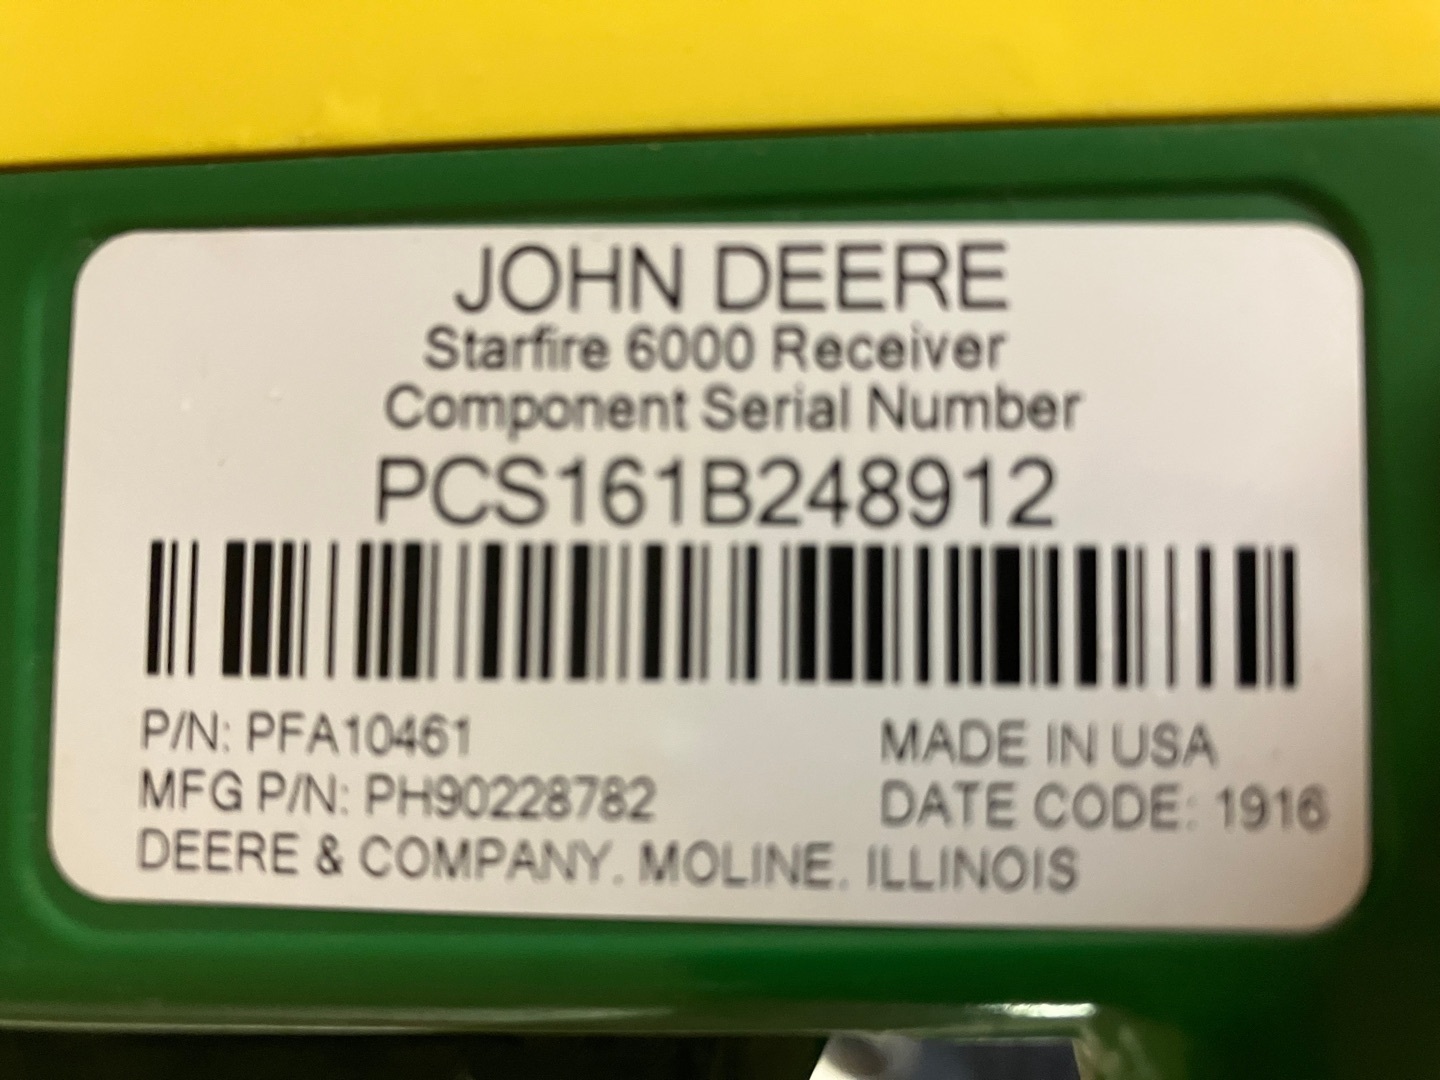 JOHN DEERE
Starfire 6000 Receiver
Component Serial Number
PCS161B248912
P/N: PFA10461
MADE IN USA
MFG P/N: PH90228782
DATE CODE: 1916
DEERE & COMPANY. MOLINE. ILLINOIS